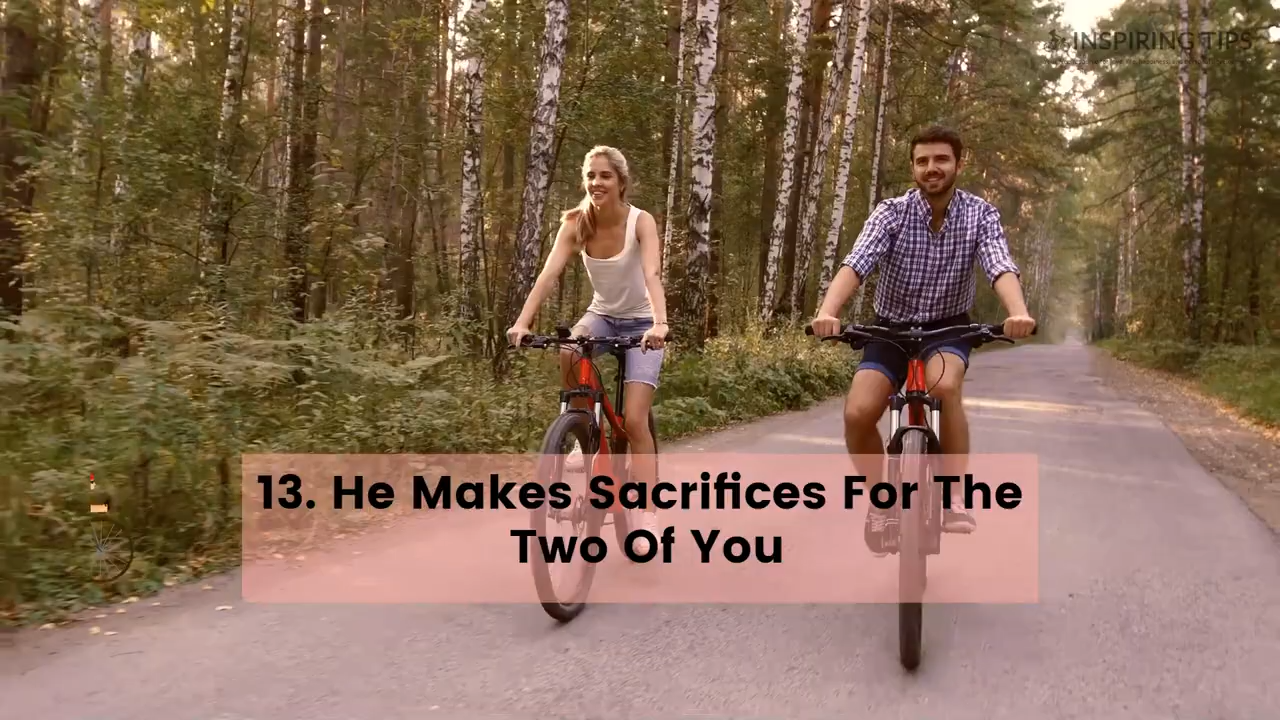 INSPIRING TIPS
13. He Makes Sacrifices For The
Two Of You